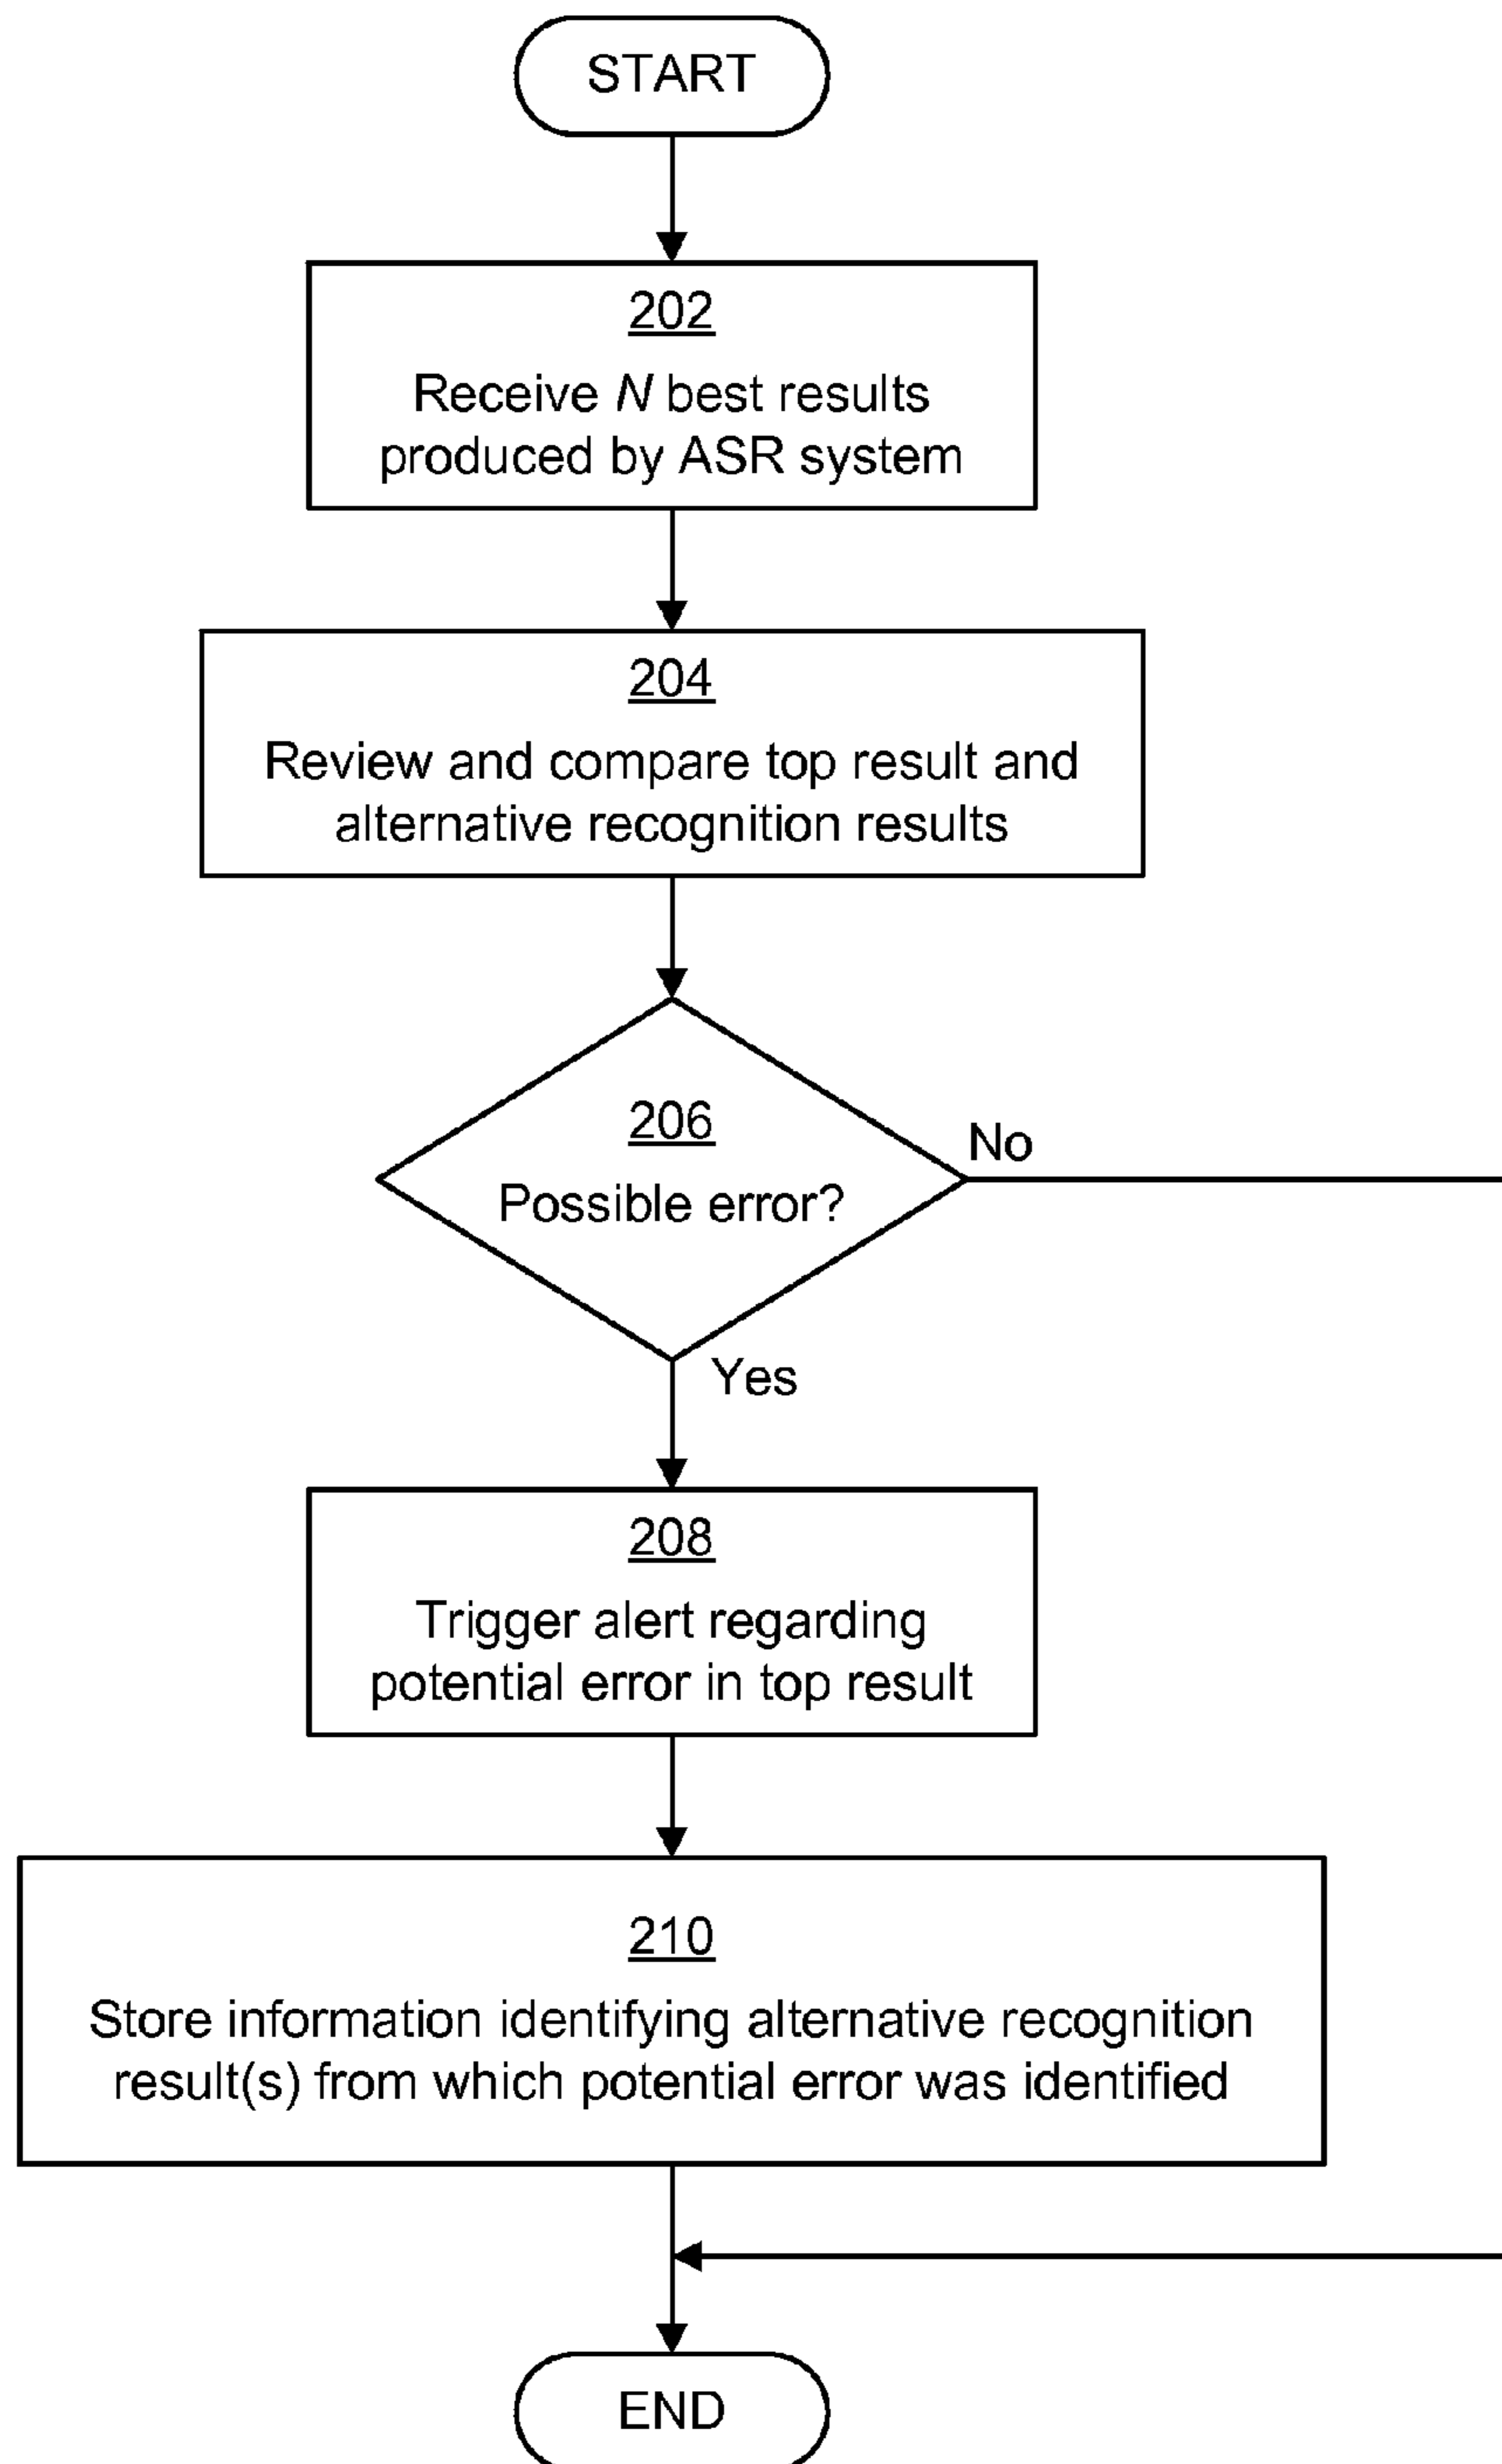 START
202
Receive N best results
produced by ASR system
204
Review and compare top result and
alternative recognition results
206
Possible error?
No
Yes
208
Trigger alert regarding
potential error in top result
210
Store information identifying alternative recognition
result(s) from which potential error was identified
END